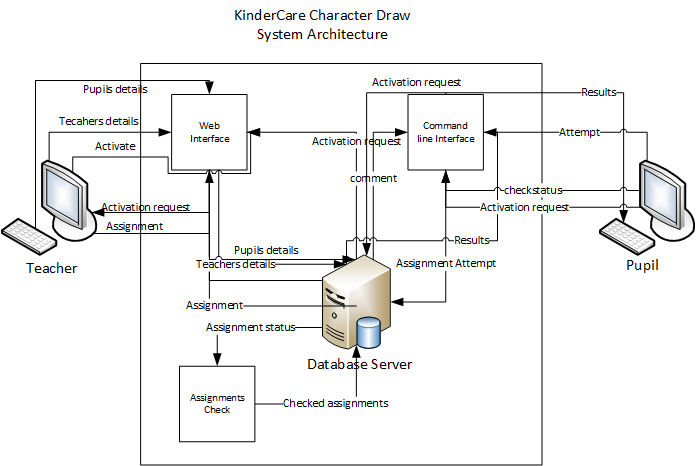 KinderCare Character Draw
System Architecture
Activation request
Pupils details
Results
Tecahers details
Web
Interface
Command
line Interface
Attempt
Activate
Activation request
comment
checkstatus
Activation request
Activation request
Assignment
Results
Pupils details
Teachers details
Assignment Attempt
Teacher
Pupil
Assignment
Assignment status
Database Server
Assignments
Check
Checked assignments